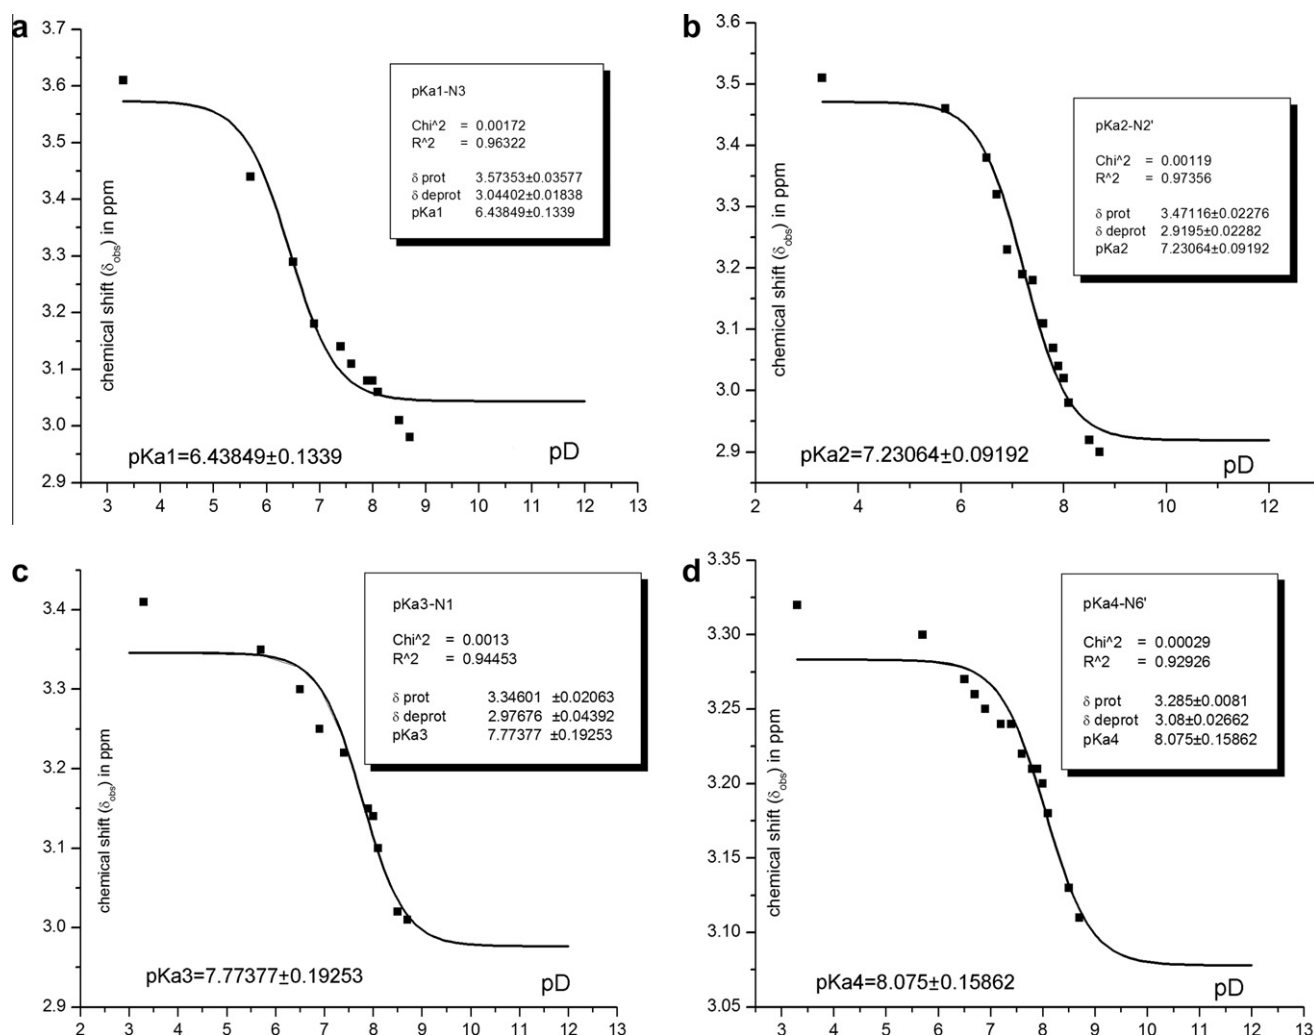 a
3.7
3.6
3.5
3.4
3.3
3.2
3.1
3.0
2.9
chemical shift (δobs) in ppm
pKa1-N3
Chi^2 = 0.00172
R^2 = 0.96322
δ prot 3.57353±0.03577
δ deprot 3.04402±0.01838
pKa1 6.43849±0.1339
pKa1=6.43849±0.1339
pD
3 4 5 6 7 8 9 10 11 12 13
b
3.6
3.5
3.4
3.3
3.2
3.1
3.0
2.9
chemical shift (δobs) in ppm
pKa2-N2'
Chi^2 = 0.00119
R^2 = 0.97356
δ prot 3.47116±0.02276
δ deprot 2.9195±0.02282
pKa2 7.23064±0.09192
pKa2=7.23064±0.09192
pD
2 4 6 8 10 12
c
3.4
3.3
3.2
3.1
3.0
2.9
chemical shift (δobs) in ppm
pKa3-N1
Chi^2 = 0.0013
R^2 = 0.94453
δ prot 3.34601 ±0.02063
δ deprot 2.97676 ±0.04392
pKa3 7.77377 ±0.19253
pKa3=7.77377±0.19253
pD
2 3 4 5 6 7 8 9 10 11 12 13
d
3.35
3.30
3.25
3.20
3.15
3.10
3.05
chemical shift (δobs) in ppm
pKa4-N6'
Chi^2 = 0.00029
R^2 = 0.92926
δ prot 3.285±0.0081
δ deprot 3.08±0.02662
pKa4 8.075±0.15862
pKa4=8.075±0.15862
pD
3 4 5 6 7 8 9 10 11 12 13